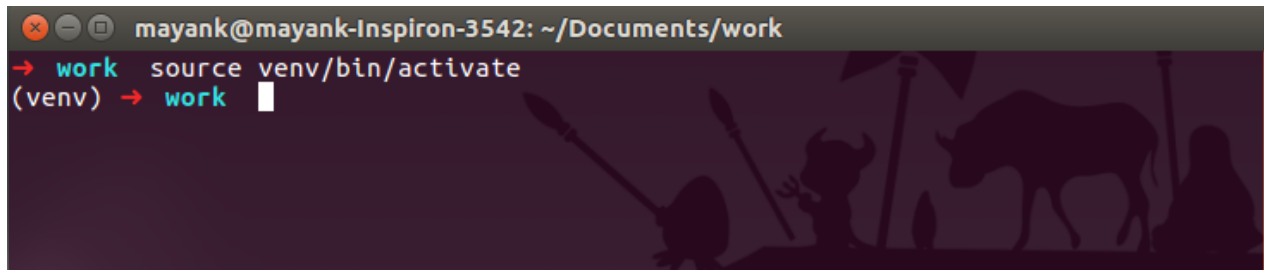 mayank@mayank-Inspiron-3542: ~/Documents/work
→ work source venv/bin/activate
(venv) → work